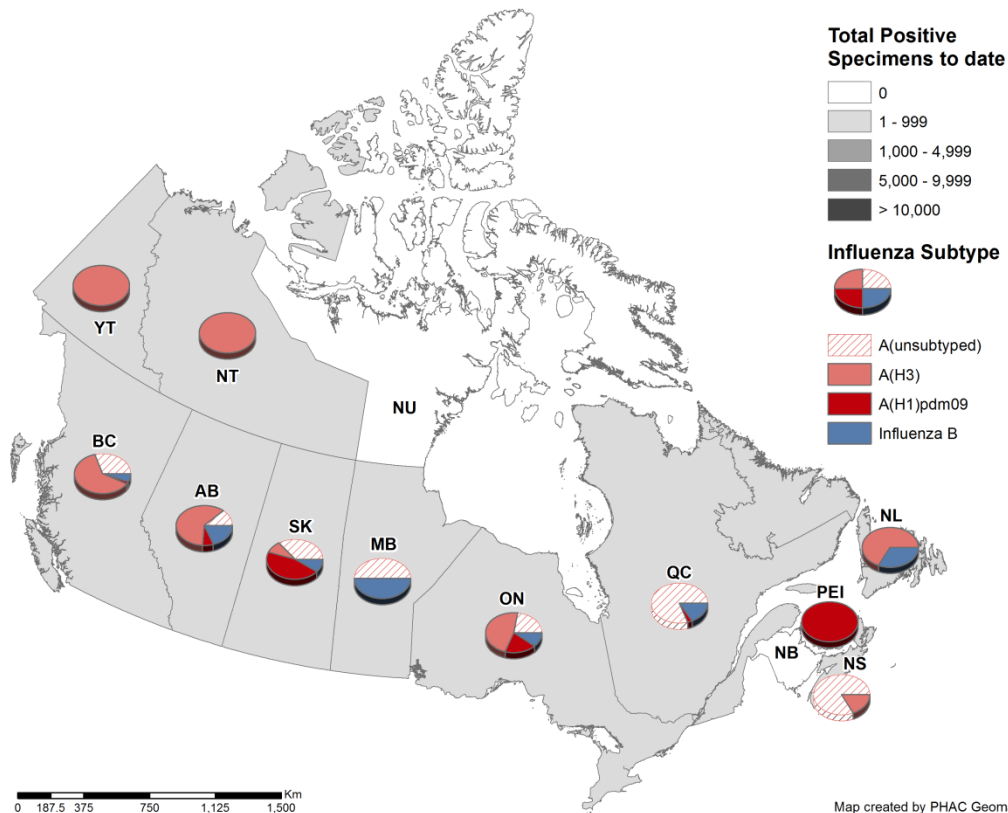 Total Positive
Specimens to date
0
1 - 999
1,000 - 4,999
5,000 - 9,999
> 10,000
Influenza Subtype
A(unsubtyped)
A(H3)
A(H1)pdm09
Influenza B
YT
NT
NU
BC
AB
SK
MB
ON
QC
NL
PEI
NB
NS
Km
0 187.5 375 750 1,125 1,500
Map created by PHAC Geom